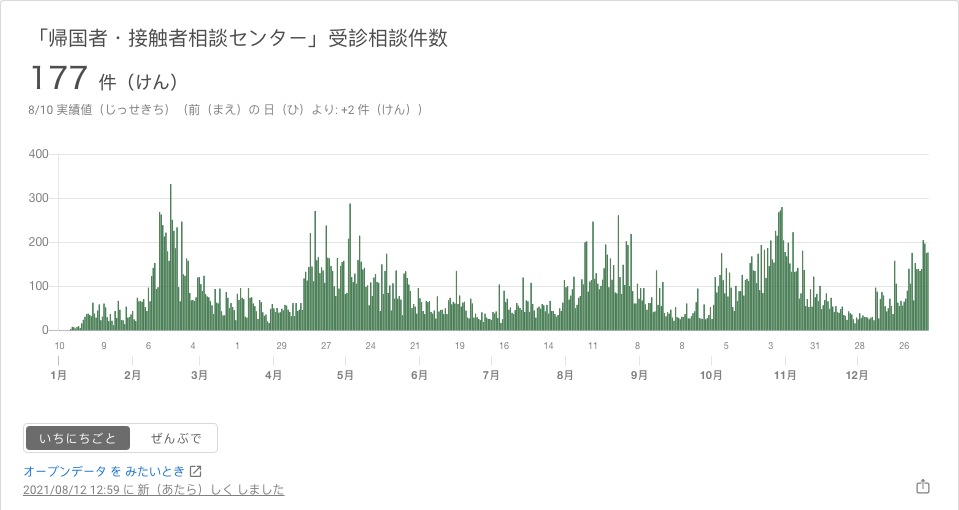 「帰国者・接触者相談センター」受診相談件数
177 件（けん）
8/10 実績値（じっせきち）（前（まえ）の 日（ひ）より: +2 件（けん））
400
300
200
100
0
10 9 6 4 1 29 27 24 21 19 16 14 11 8 8 5 3 31 28 26
1月 2月 3月 4月 5月 6月 7月 8月 9月 10月 11月 12月
いちにちごと ぜんぶで
オープンデータ を みたいとき
2021/08/12 12:59 に 新（あたら）しく しました